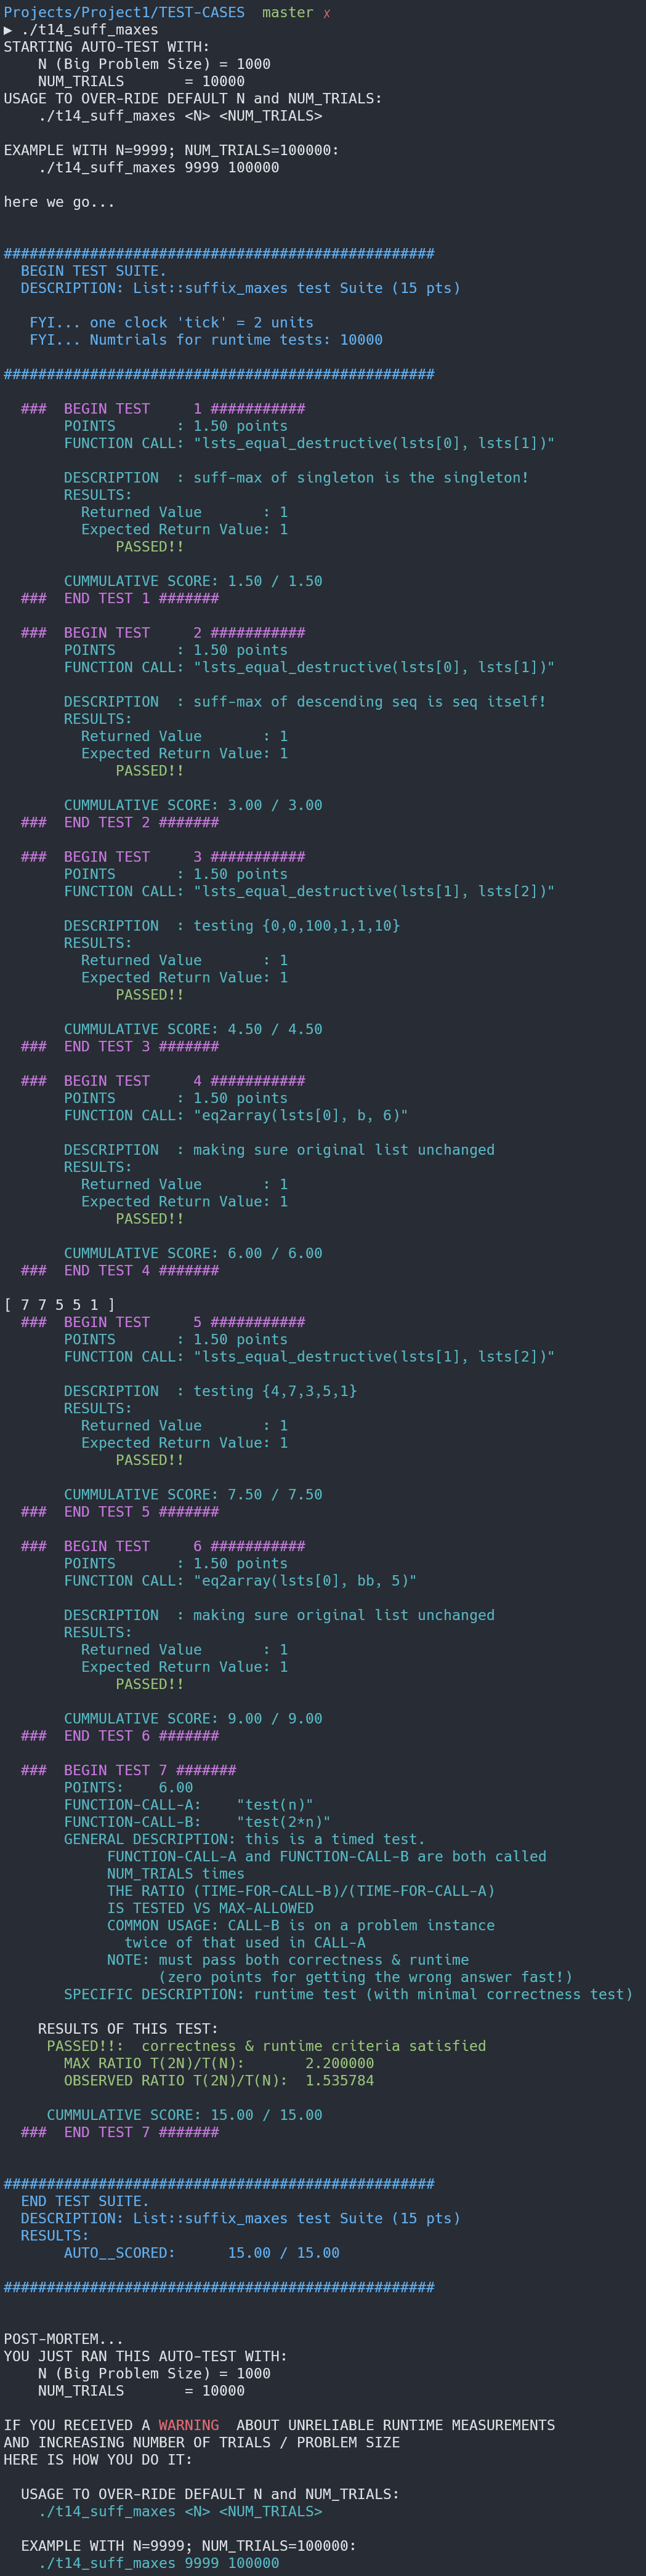 Projects/Project1/TEST-CASES  master ✗
▶ ./t14_suff_maxes
STARTING AUTO-TEST WITH:
    N (Big Problem Size) = 1000
    NUM_TRIALS       = 10000
USAGE TO OVER-RIDE DEFAULT N and NUM_TRIALS:
    ./t14_suff_maxes <N> <NUM_TRIALS>

EXAMPLE WITH N=9999; NUM_TRIALS=100000:
    ./t14_suff_maxes 9999 100000

here we go...


##################################################
  BEGIN TEST SUITE.
  DESCRIPTION: List::suffix_maxes test Suite (15 pts)

   FYI... one clock 'tick' = 2 units
   FYI... Numtrials for runtime tests: 10000

##################################################

  ###  BEGIN TEST     1 ###########
       POINTS       : 1.50 points
       FUNCTION CALL: "lsts_equal_destructive(lsts[0], lsts[1])"

       DESCRIPTION  : suff-max of singleton is the singleton!
       RESULTS:
         Returned Value       : 1
         Expected Return Value: 1
             PASSED!!

       CUMMULATIVE SCORE: 1.50 / 1.50
  ###  END TEST 1 #######

  ###  BEGIN TEST     2 ###########
       POINTS       : 1.50 points
       FUNCTION CALL: "lsts_equal_destructive(lsts[0], lsts[1])"

       DESCRIPTION  : suff-max of descending seq is seq itself!
       RESULTS:
         Returned Value       : 1
         Expected Return Value: 1
             PASSED!!

       CUMMULATIVE SCORE: 3.00 / 3.00
  ###  END TEST 2 #######

  ###  BEGIN TEST     3 ###########
       POINTS       : 1.50 points
       FUNCTION CALL: "lsts_equal_destructive(lsts[1], lsts[2])"

       DESCRIPTION  : testing {0,0,100,1,1,10}
       RESULTS:
         Returned Value       : 1
         Expected Return Value: 1
             PASSED!!

       CUMMULATIVE SCORE: 4.50 / 4.50
  ###  END TEST 3 #######

  ###  BEGIN TEST     4 ###########
       POINTS       : 1.50 points
       FUNCTION CALL: "eq2array(lsts[0], b, 6)"

       DESCRIPTION  : making sure original list unchanged
       RESULTS:
         Returned Value       : 1
         Expected Return Value: 1
             PASSED!!

       CUMMULATIVE SCORE: 6.00 / 6.00
  ###  END TEST 4 #######

[ 7 7 5 5 1 ]
  ###  BEGIN TEST     5 ###########
       POINTS       : 1.50 points
       FUNCTION CALL: "lsts_equal_destructive(lsts[1], lsts[2])"

       DESCRIPTION  : testing {4,7,3,5,1}
       RESULTS:
         Returned Value       : 1
         Expected Return Value: 1
             PASSED!!

       CUMMULATIVE SCORE: 7.50 / 7.50
  ###  END TEST 5 #######

  ###  BEGIN TEST     6 ###########
       POINTS       : 1.50 points
       FUNCTION CALL: "eq2array(lsts[0], bb, 5)"

       DESCRIPTION  : making sure original list unchanged
       RESULTS:
         Returned Value       : 1
         Expected Return Value: 1
             PASSED!!

       CUMMULATIVE SCORE: 9.00 / 9.00
  ###  END TEST 6 #######

  ###  BEGIN TEST 7 #######
       POINTS:    6.00
       FUNCTION-CALL-A:    "test(n)"
       FUNCTION-CALL-B:    "test(2*n)"
       GENERAL DESCRIPTION: this is a timed test.
            FUNCTION-CALL-A and FUNCTION-CALL-B are both called
            NUM_TRIALS times
            THE RATIO (TIME-FOR-CALL-B)/(TIME-FOR-CALL-A)
            IS TESTED VS MAX-ALLOWED
            COMMON USAGE: CALL-B is on a problem instance
              twice of that used in CALL-A
            NOTE: must pass both correctness & runtime
                  (zero points for getting the wrong answer fast!)
       SPECIFIC DESCRIPTION: runtime test (with minimal correctness test)

    RESULTS OF THIS TEST:
     PASSED!!:  correctness & runtime criteria satisfied
       MAX RATIO T(2N)/T(N):       2.200000
       OBSERVED RATIO T(2N)/T(N):  1.535784

     CUMMULATIVE SCORE: 15.00 / 15.00
  ###  END TEST 7 #######


##################################################
  END TEST SUITE.
  DESCRIPTION: List::suffix_maxes test Suite (15 pts)
  RESULTS:
       AUTO__SCORED:      15.00 / 15.00

##################################################


POST-MORTEM...
YOU JUST RAN THIS AUTO-TEST WITH:
    N (Big Problem Size) = 1000
    NUM_TRIALS       = 10000

IF YOU RECEIVED A WARNING  ABOUT UNRELIABLE RUNTIME MEASUREMENTS
AND INCREASING NUMBER OF TRIALS / PROBLEM SIZE
HERE IS HOW YOU DO IT:

  USAGE TO OVER-RIDE DEFAULT N and NUM_TRIALS:
    ./t14_suff_maxes <N> <NUM_TRIALS>

  EXAMPLE WITH N=9999; NUM_TRIALS=100000:
    ./t14_suff_maxes 9999 100000